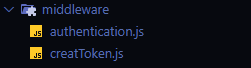 middleware
JS authentication.js
JS creatToken.js